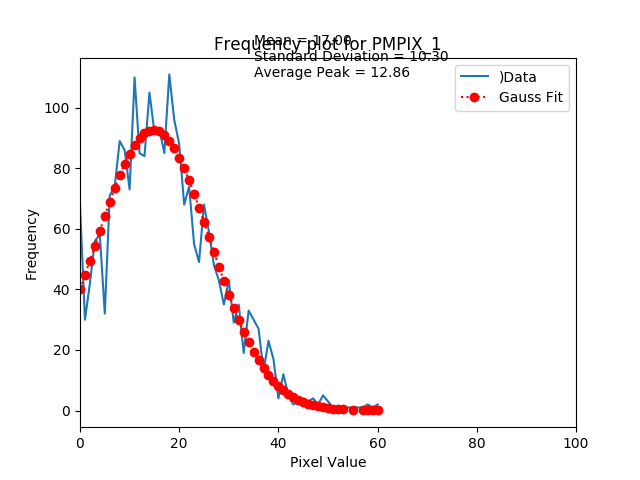 Mean = 17.00
Frequency plot for PMPIX_1
Standard Deviation = 10.30
Average Peak = 12.86
)Data
Gauss Fit
Frequency
100
80
60
40
20
0
0 20 40 60 80 100
Pixel Value